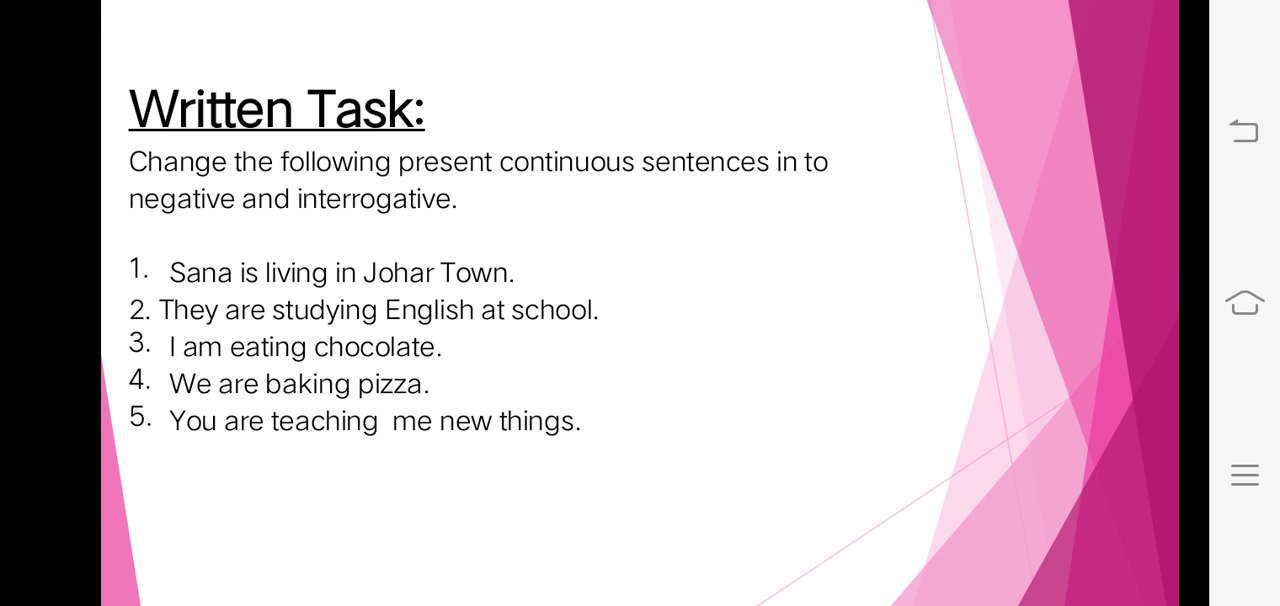 Written Task:
Change the following present continuous sentences in to
negative and interrogative.
1. Sana is living in Johar Town.
2. They are studying English at school.
3. I am eating chocolate.
4. We are baking pizza.
5. You are teaching  me new things.